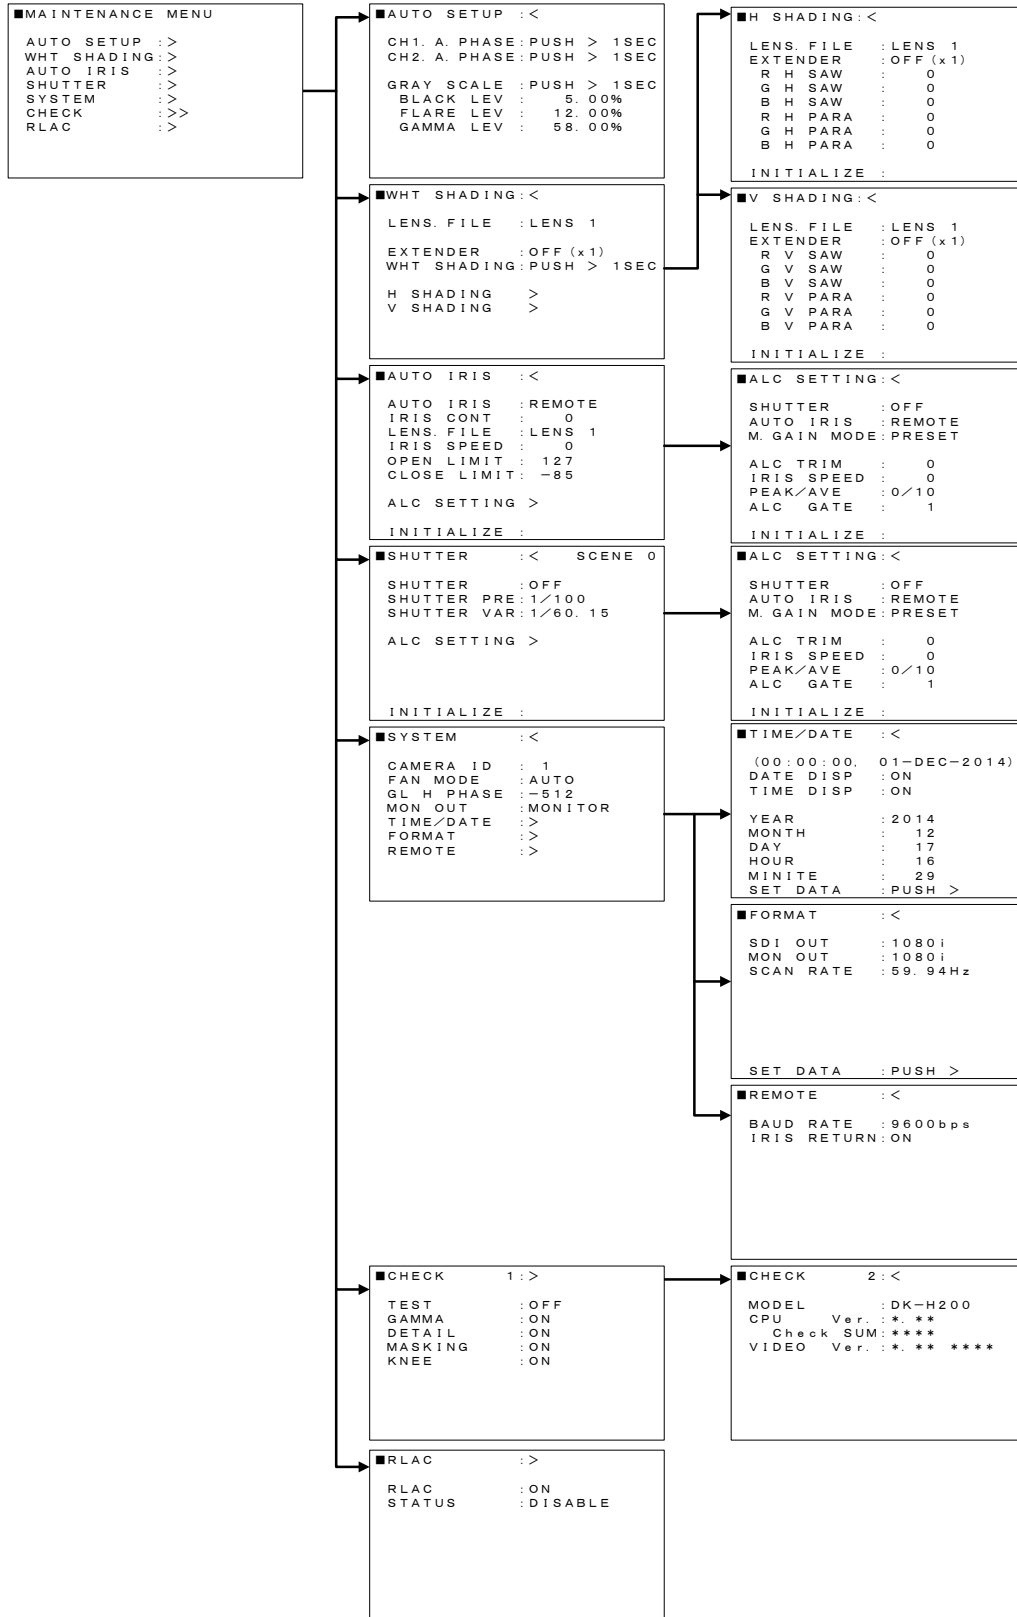 ■MAINTENANCE MENU
AUTO SETUP :>
WHT SHADING:>
AUTO IRIS :>
SHUTTER :>
SYSTEM :>
CHECK :>>
RLAC :>
■AUTO SETUP :<
CH1. A. PHASE:PUSH > 1SEC
CH2. A. PHASE:PUSH > 1SEC
GRAY SCALE :PUSH > 1SEC
BLACK LEV : 5. 00%
FLARE LEV : 12. 00%
GAMMA LEV : 58. 00%
■WHT SHADING:<
LENS. FILE :LENS 1
EXTENDER :OFF(x1)
WHT SHADING:PUSH > 1SEC
H SHADING >
V SHADING >
■H SHADING:<
LENS. FILE :LENS 1
EXTENDER :OFF(x1)
R H SAW : 0
G H SAW : 0
B H SAW : 0
R H PARA : 0
G H PARA : 0
B H PARA : 0
INITIALIZE :
■V SHADING:<
LENS. FILE :LENS 1
EXTENDER :OFF(x1)
R V SAW : 0
G V SAW : 0
B V SAW : 0
R V PARA : 0
G V PARA : 0
B V PARA : 0
INITIALIZE :
■AUTO IRIS :<
AUTO IRIS :REMOTE
IRIS CONT : 0
LENS. FILE :LENS 1
IRIS SPEED : 0
OPEN LIMIT : 127
CLOSE LIMIT: −85
ALC SETTING >
INITIALIZE :
■ALC SETTING:<
SHUTTER :OFF
AUTO IRIS :REMOTE
M. GAIN MODE:PRESET
ALC TRIM : 0
IRIS SPEED : 0
PEAK/AVE :0/10
ALC GATE : 1
INITIALIZE :
■SHUTTER :< SCENE 0
SHUTTER :OFF
SHUTTER PRE:1/100
SHUTTER VAR:1/60. 15
ALC SETTING >
INITIALIZE :
■ALC SETTING:<
SHUTTER :OFF
AUTO IRIS :REMOTE
M. GAIN MODE:PRESET
ALC TRIM : 0
IRIS SPEED : 0
PEAK/AVE :0/10
ALC GATE : 1
INITIALIZE :
■SYSTEM :<
CAMERA ID : 1
FAN MODE :AUTO
GL H PHASE :−512
MON OUT :MONITOR
TIME/DATE :>
FORMAT :>
REMOTE :>
■TIME/DATE :<
(00:00:00, 01−DEC−2014)
DATE DISP :ON
TIME DISP :ON
YEAR :2014
MONTH : 12
DAY : 17
HOUR : 16
MINITE : 29
SET DATA :PUSH >
■FORMAT :<
SDI OUT :1080i
MON OUT :1080i
SCAN RATE :59. 94Hz
SET DATA :PUSH >
■REMOTE :<
BAUD RATE :9600bps
IRIS RETURN:ON
■CHECK 1:>
TEST :OFF
GAMMA :ON
DETAIL :ON
MASKING :ON
KNEE :ON
■CHECK 2:<
MODEL :DK−H200
CPU Ver. :*. **
Check SUM:****
VIDEO Ver. :*. ** ****
■RLAC :>
RLAC :ON
STATUS :DISABLE